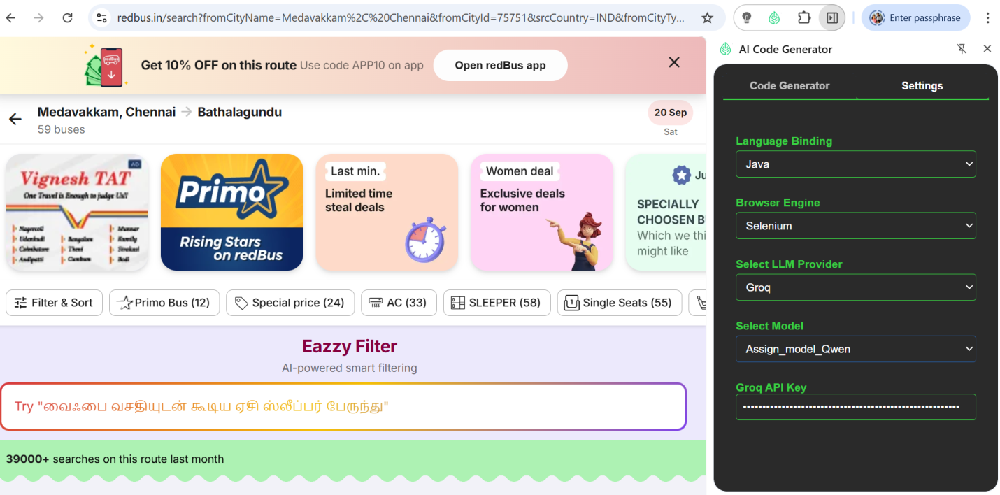 redbus.in/search?fromCityName=Medavakkam%2C%20Chennai&fromCityId=75751&srcCountry=IND&fromCityTy...
Enter passphrase
redBus
Get 10% OFF on this route Use code APP10 on app
Open redBus app
Medavakkam, Chennai → Bathalagundu
59 buses
20 Sep
Sat
AD
Vignesh TAT
One Travel is Enough to judge Us!!
Nagercoil
Udankudi
Coimbatore
Andipatti
Bangalore
Theni
Cumbum
Munnar
Kumily
Sivakasi
Bodi
Primo
Rising Stars
on redBus
Last min.
Limited time
steal deals
Women deal
Exclusive deals
for women
Ju
SPECIALLY
CHOOSEN B
Which we thi
might like
Filter & Sort
Primo Bus (12)
Special price (24)
AC (33)
SLEEPER (58)
1
Single Seats (55)
Eazzy Filter
AI-powered smart filtering
Try "வைஃபை வசதியுடன் கூடிய ஏசி ஸ்லீப்பர் பேருந்து"
39000+ searches on this route last month
AI Code Generator
Code Generator
Settings
Language Binding
Java
Browser Engine
Selenium
Select LLM Provider
Groq
Select Model
Assign_model_Qwen
Groq API Key